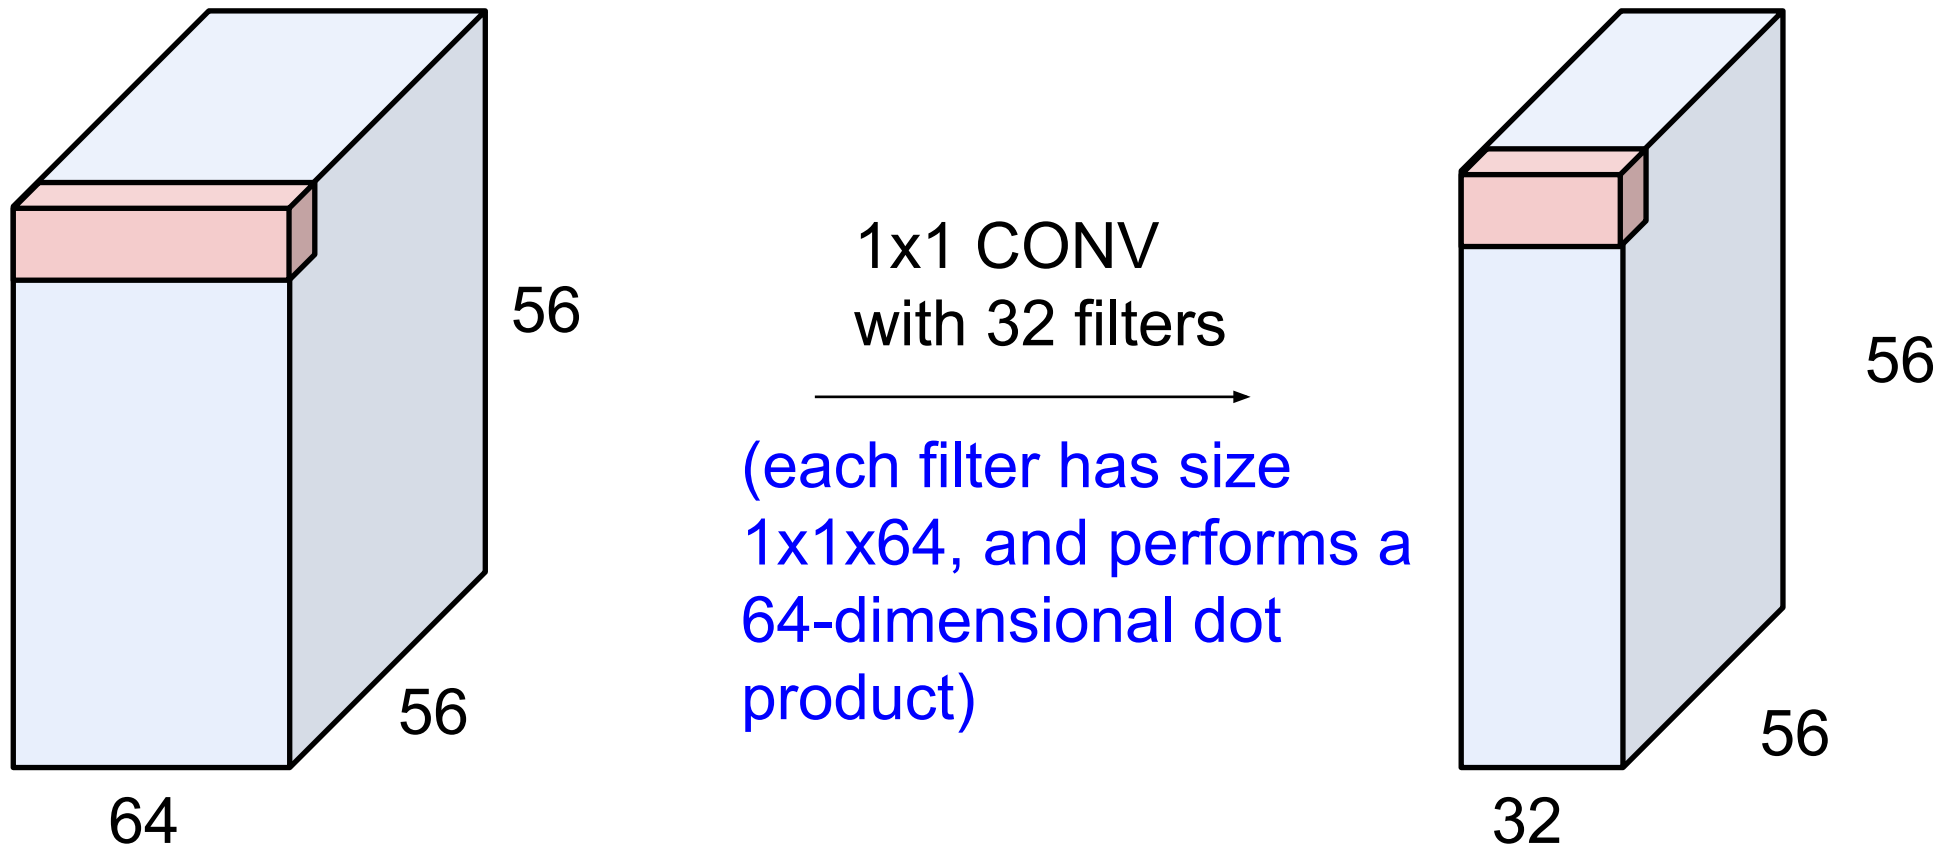 56
56
64
1x1 CONV
with 32 filters
(each filter has size
1x1x64, and performs a
64-dimensional dot
product)
56
56
32